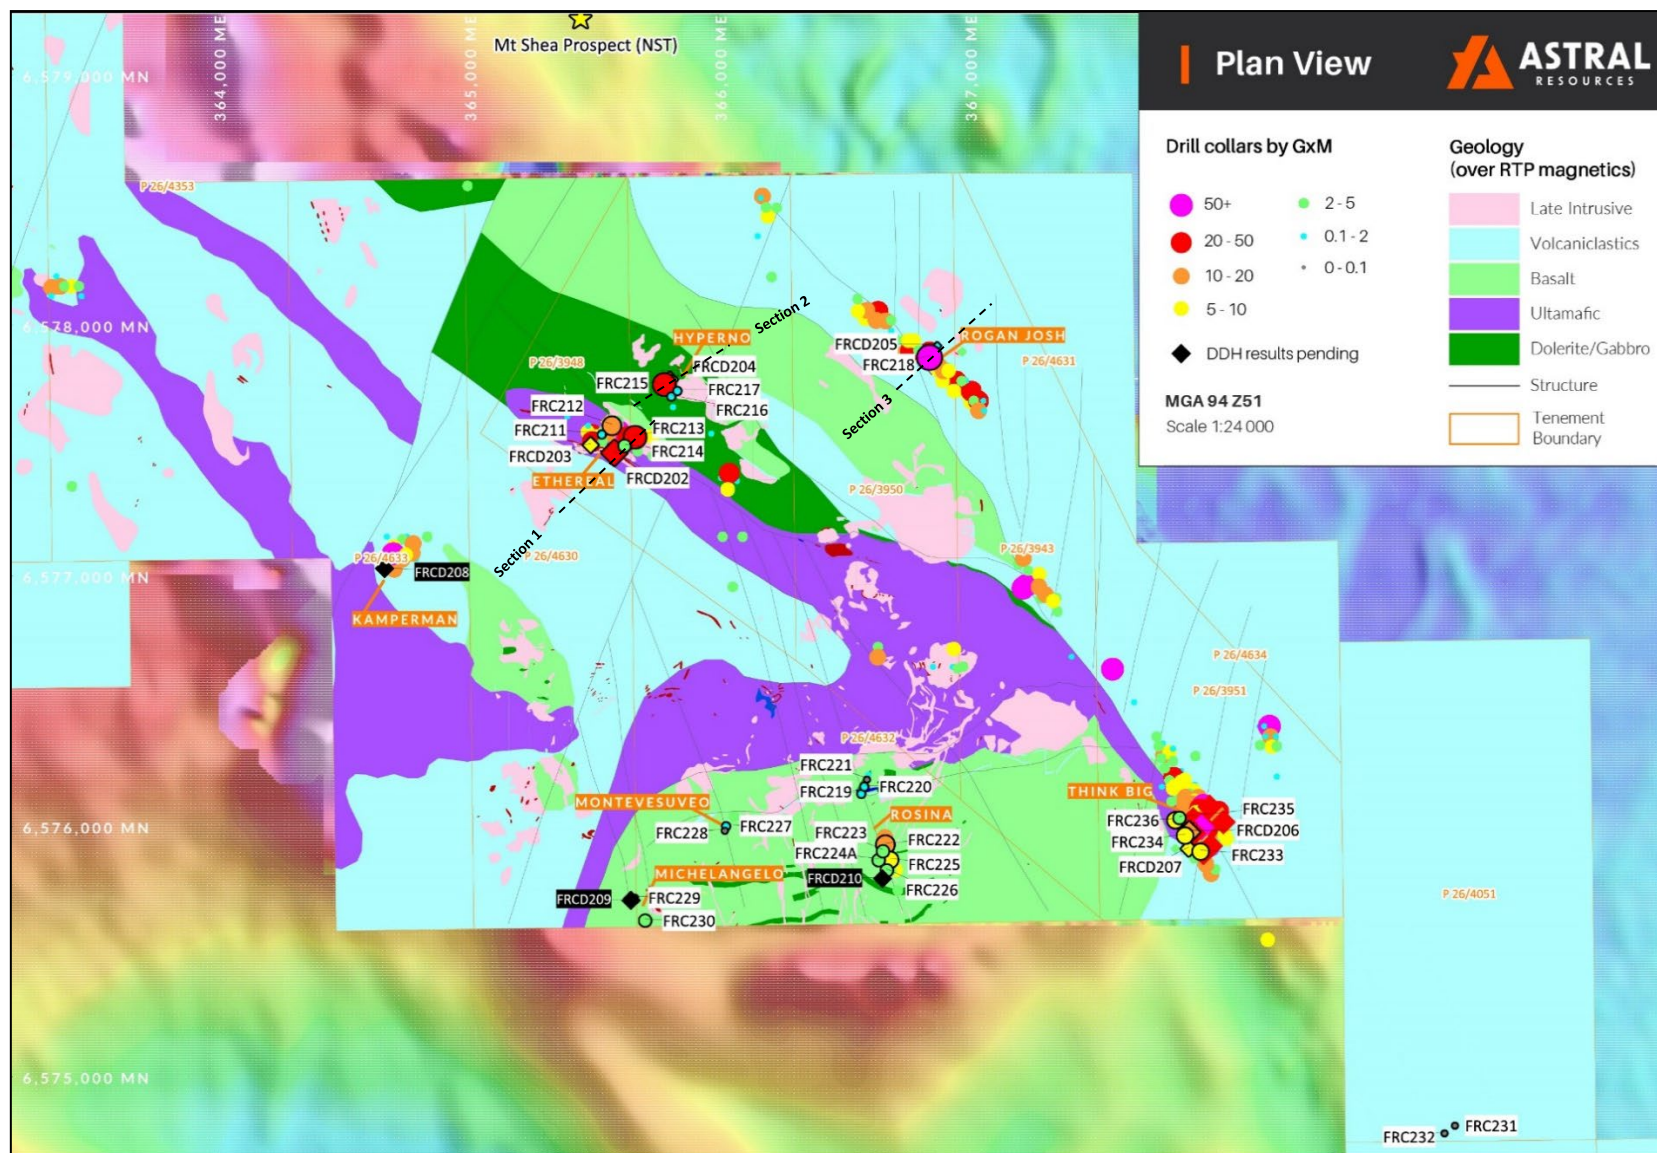 Plan View
ASTRAL
RESOURCES
Drill collars by GxM
50+
20 - 50
10 - 20
5 - 10
2 - 5
0.1 - 2
0 - 0.1
DDH results pending
MGA 94 Z51
Scale 1:24 000
Geology
(over RTP magnetics)
Late Intrusive
Volcaniclastics
Basalt
Ultamafic
Dolerite/Gabbro
Structure
Tenement
Boundary
Mt Shea Prospect (NST)
364,000 ME
365,000 ME
366,000 ME
367,000 ME
6,579,000 MN
6,578,000 MN
6,577,000 MN
6,576,000 MN
6,575,000 MN
P 26/4353
P 26/3948
P 26/4631
P 26/3950
P 26/4630
P 26/4633
P 26/3943
P 26/4634
P 26/3951
P 26/4632
P 26/4051
Section 2
HYPERNO
FRCD204
FRC215
FRC217
FRC216
FRC212
FRC211
FRC213
FRC214
FRCD203
FRCD202
ETHEREAL
Section 1
FRCD205
FRC218
ROGAN JOSH
Section 3
FRCD208
KAMPERMAN
FRC221
FRC219
FRC220
MONTEVESUVEO
FRC228
FRC227
ROSINA
FRC223
FRC222
FRC224A
FRC225
FRCD210
FRC226
MICHELANGELO
FRCD209
FRC229
FRC230
THINK BIG
FRC235
FRC236
FRCD206
FRC234
FRC233
FRCD207
FRC232
FRC231